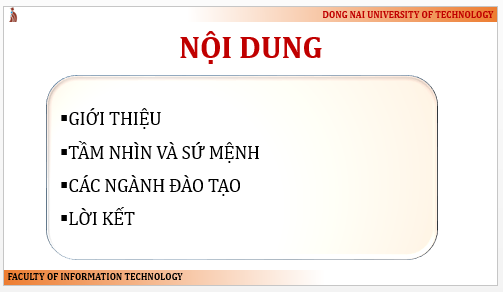 DONG NAI UNIVERSITY OF TECHNOLOGY
NỘI DUNG
▪GIỚI THIỆU
▪TẦM NHÌN VÀ SỨ MỆNH
▪CÁC NGÀNH ĐÀO TẠO
▪LỜI KẾT
FACULTY OF INFORMATION TECHNOLOGY